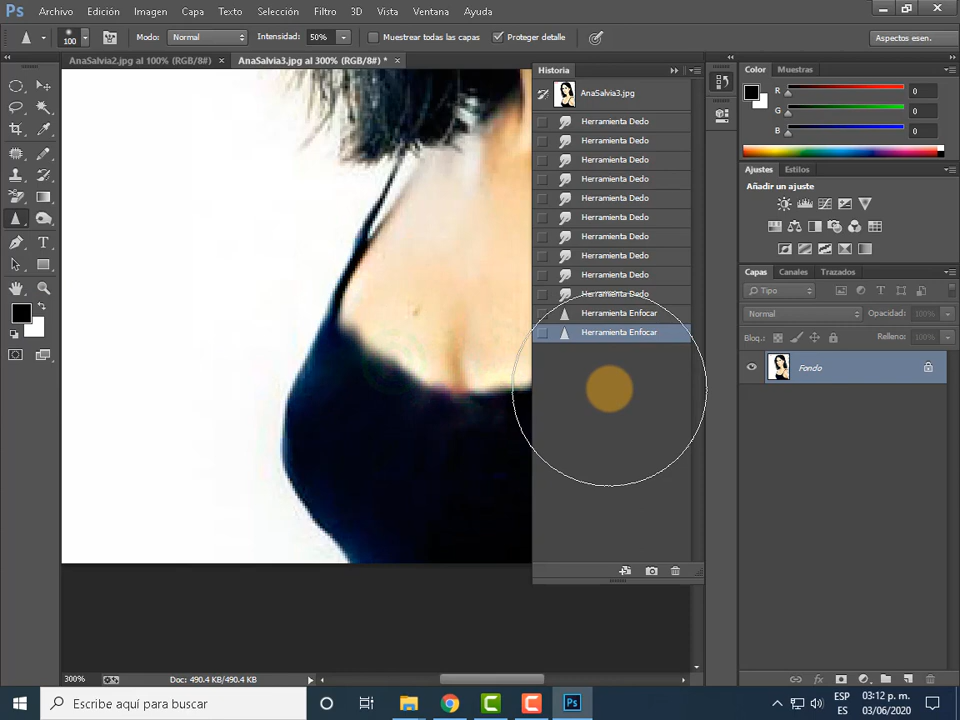 Ps Archivo Edición Imagen Capa Texto Selección Filtro 3D Vista Ventana Ayuda
100 Modo: Normal Intensidad: 50% Muestrear todas las capas Proteger detalle Aspectos esen.
AnaSalvia2.jpg al 100% (RGB/8#) × AnaSalvia3.jpg al 300% (RGB/8#) * ×
Historia
AnaSalvia3.jpg
Herramienta Dedo
Herramienta Dedo
Herramienta Dedo
Herramienta Dedo
Herramienta Dedo
Herramienta Dedo
Herramienta Dedo
Herramienta Dedo
Herramienta Dedo
Herramienta Dedo
Herramienta Enfocar
Herramienta Enfocar
Color Muestras
R 0
G 0
B 0
Ajustes Estilos
Añadir un ajuste
Capas Canales Trazados
Tipo
Normal Opacidad: 100%
Bloq.: Relleno: 100%
Fondo
300% Doc: 490.4 KB/490.4 KB
Escribe aquí para buscar
ESP 03:12 p. m.
ES 03/06/2020